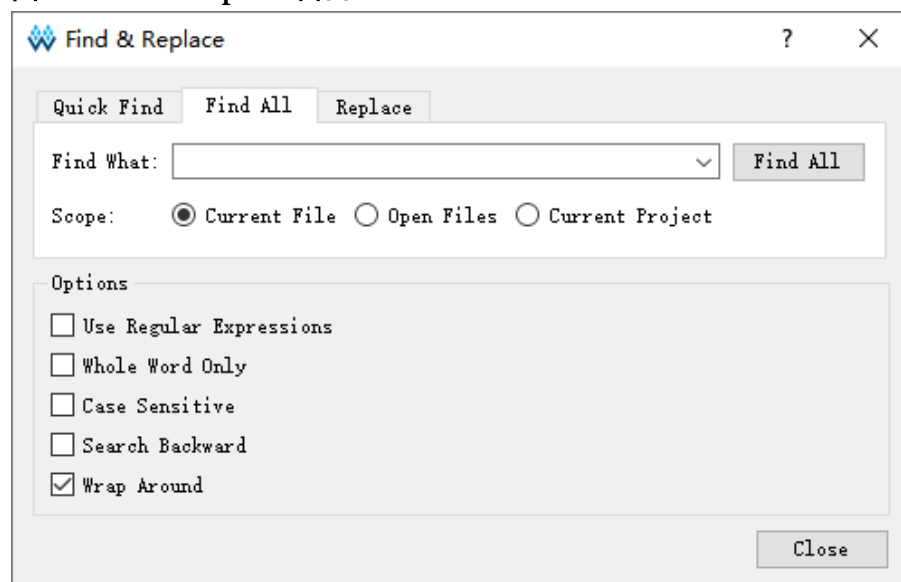 Find & Replace ? X
Quick Find Find All Replace
Find What: Find All
Scope: Current File Open Files Current Project
Options
Use Regular Expressions
Whole Word Only
Case Sensitive
Search Backward
Wrap Around
Close